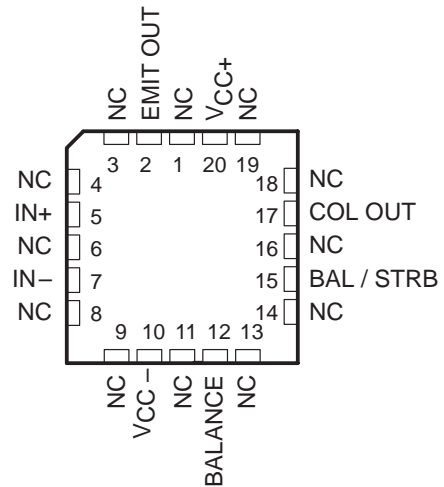 NC
EMIT OUT
NC
VCC+
NC
3 2 1 20 19
NC 4
IN+ 5
NC 6
IN– 7
NC 8
18 NC
17 COL OUT
16 NC
15 BAL / STRB
14 NC
9 10 11 12 13
NC
VCC–
NC
BALANCE
NC